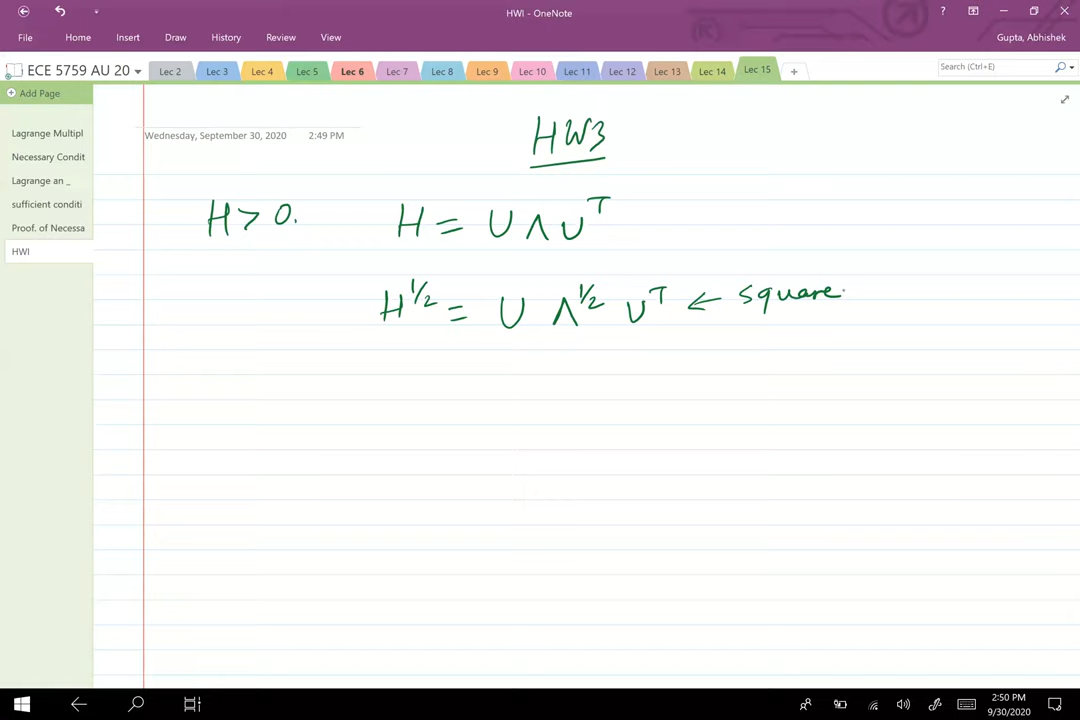 HWI - OneNote
Gupta, Abhishek
File Home Insert Draw History Review View
ECE 5759 AU 20
Lec 2 Lec 3 Lec 4 Lec 5 Lec 6 Lec 7 Lec 8 Lec 9 Lec 10 Lec 11 Lec 12 Lec 13 Lec 14 Lec 15
Search (Ctrl+E)
Add Page
Lagrange Multipl
Necessary Condit
Lagrange an _
sufficient conditi
Proof. of Necessa
HWI
Wednesday, September 30, 2020 2:49 PM
HW3
H > 0. H = U Λ U^T
H^1/2 = U Λ^1/2 U^T ← square
2:50 PM
9/30/2020